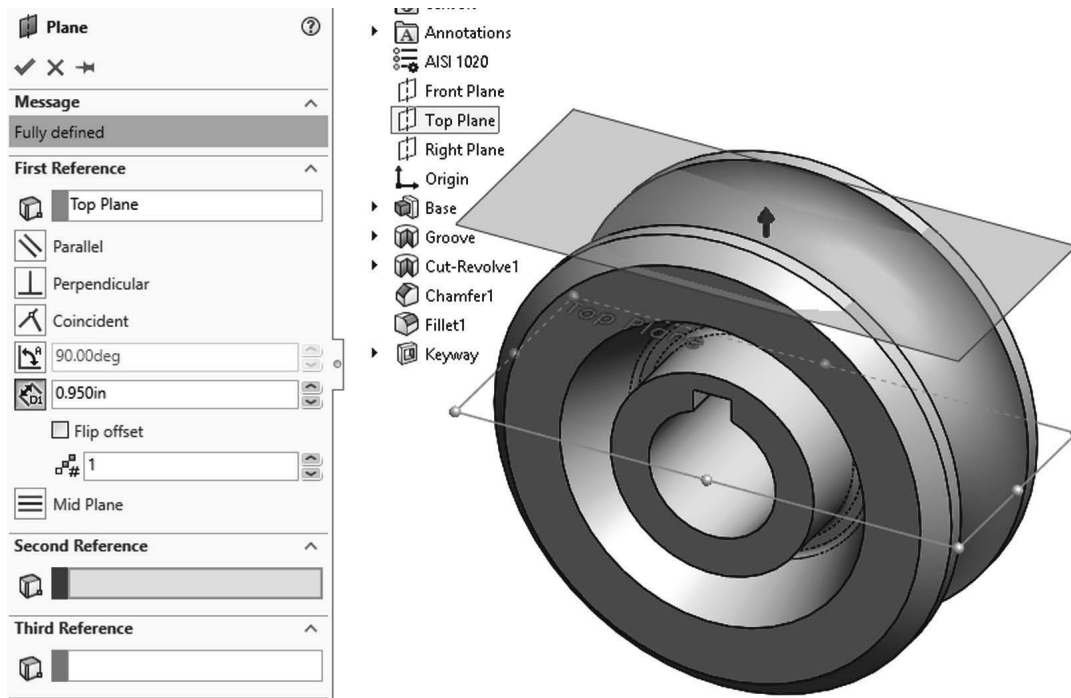 Plane
Message
Fully defined
First Reference
Top Plane
Parallel
Perpendicular
Coincident
90.00deg
D1
0.950in
Flip offset
#
1
Mid Plane
Second Reference
Third Reference
A
Annotations
AISI 1020
Front Plane
Top Plane
Right Plane
Origin
Base
Groove
Cut-Revolve1
Chamfer1
Fillet1
Keyway
Top Plane